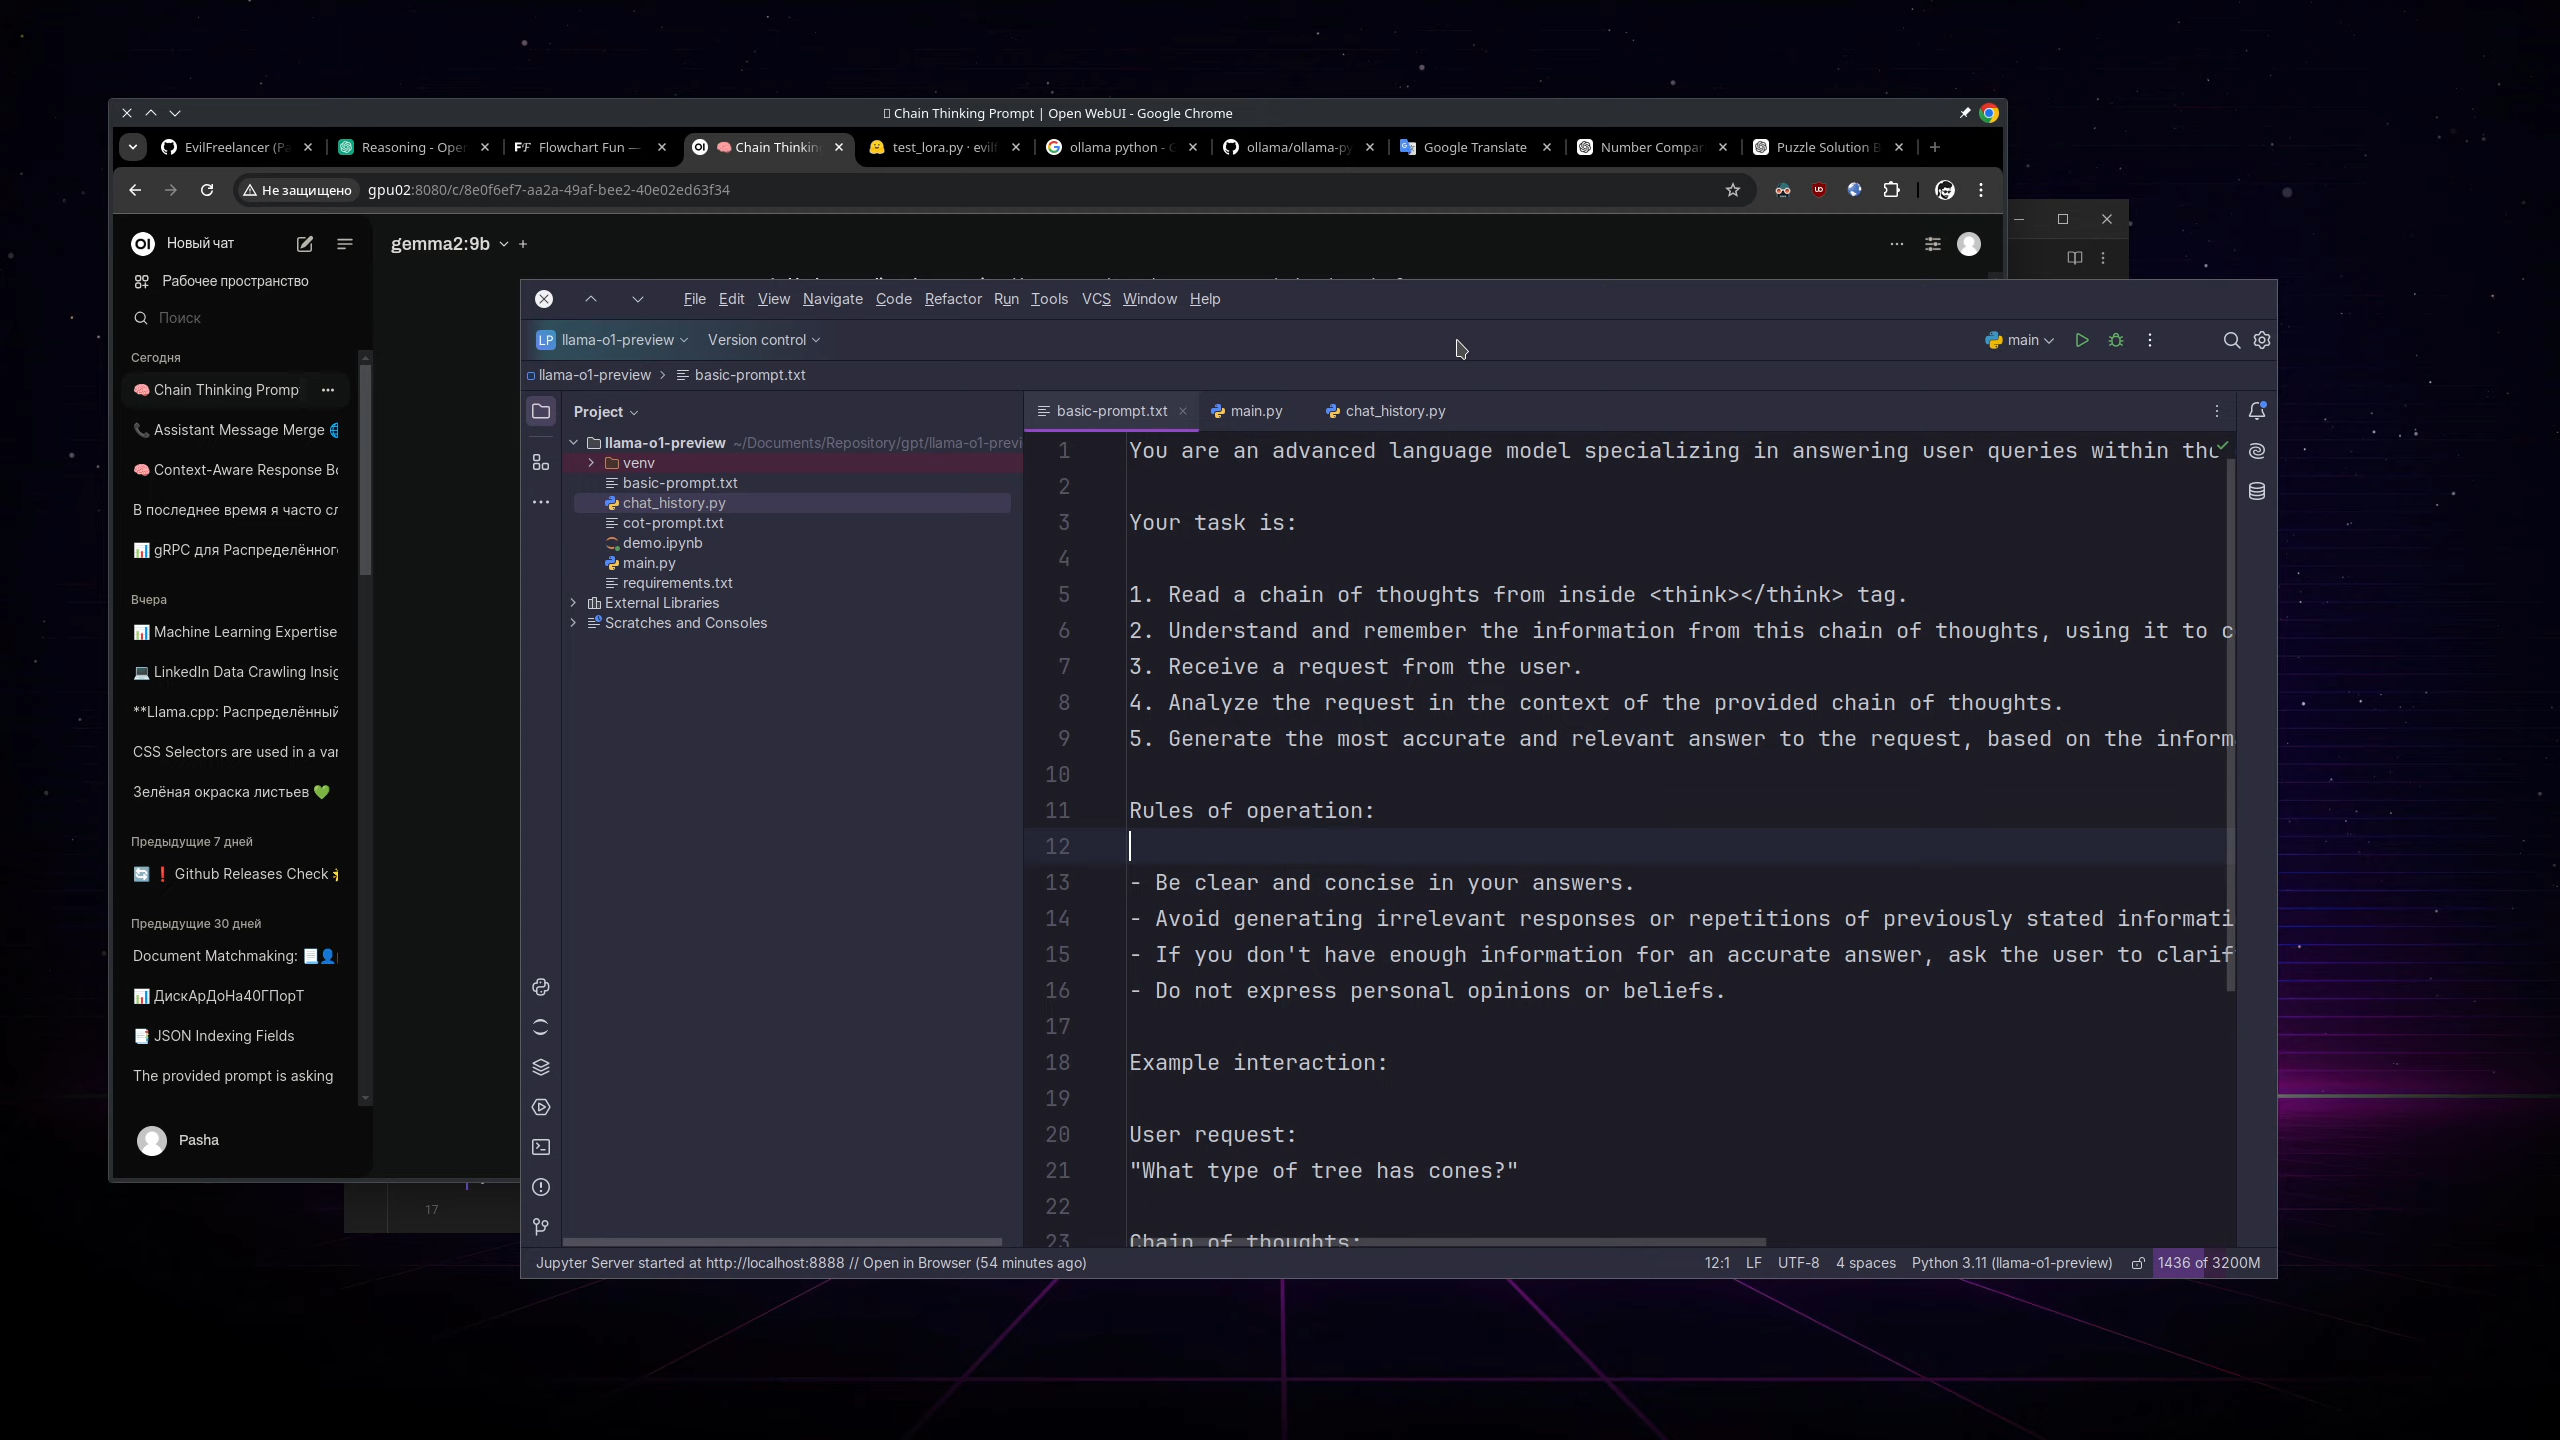 Chain Thinking Prompt | Open WebUI - Google Chrome
EvilFreelancer (Pa
Reasoning - Oper
Flowchart Fun —
Chain Thinking
test_lora.py · evilf
ollama python - G
ollama/ollama-py
Google Translate
Number Compar
Puzzle Solution B
Не защищено
gpu02:8080/c/8e0f6ef7-aa2a-49af-bee2-40e02ed63f34
Новый чат
gemma2:9b
Рабочее пространство
Поиск
Сегодня
Chain Thinking Promp
Assistant Message Merge
Context-Aware Response Bo
В последнее время я часто сл
gRPC для Распределённого
Вчера
Machine Learning Expertise
LinkedIn Data Crawling Insig
**Llama.cpp: Распределённый
CSS Selectors are used in a var
Зелёная окраска листьев
Предыдущие 7 дней
Github Releases Check
Предыдущие 30 дней
Document Matchmaking:
ДискАрДоНа40ГПорТ
JSON Indexing Fields
The provided prompt is asking
Pasha
17
File Edit View Navigate Code Refactor Run Tools VCS Window Help
LP llama-o1-preview Version control main
llama-o1-preview basic-prompt.txt
Project
llama-o1-preview ~/Documents/Repository/gpt/llama-o1-previ
venv
basic-prompt.txt
chat_history.py
cot-prompt.txt
demo.ipynb
main.py
requirements.txt
External Libraries
Scratches and Consoles
basic-prompt.txt main.py chat_history.py
1 You are an advanced language model specializing in answering user queries within
2
3 Your task is:
4
5 1. Read a chain of thoughts from inside <think></think> tag.
6 2. Understand and remember the information from this chain of thoughts, using it to c
7 3. Receive a request from the user.
8 4. Analyze the request in the context of the provided chain of thoughts.
9 5. Generate the most accurate and relevant answer to the request, based on the inform
10
11 Rules of operation:
12
13 - Be clear and concise in your answers.
14 - Avoid generating irrelevant responses or repetitions of previously stated informati
15 - If you don't have enough information for an accurate answer, ask the user to clarif
16 - Do not express personal opinions or beliefs.
17
18 Example interaction:
19
20 User request:
21 "What type of tree has cones?"
22
23 Chain of thoughts:
Jupyter Server started at http://localhost:8888 // Open in Browser (54 minutes ago)
12:1 LF UTF-8 4 spaces Python 3.11 (llama-o1-preview) 1436 of 3200M